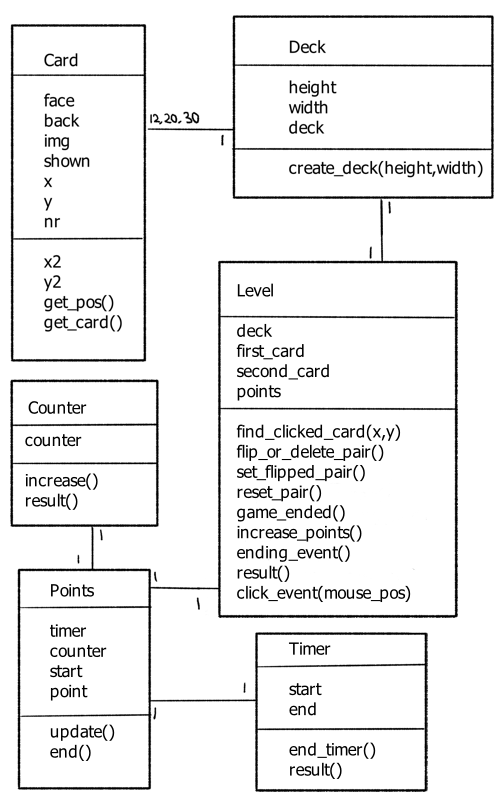 Card
face
back
img
shown
x
y
nr
x2
y2
get_pos()
get_card()
12,20,30
1
Deck
height
width
deck
create_deck(height,width)
1
1
Level
deck
first_card
second_card
points
find_clicked_card(x,y)
flip_or_delete_pair()
set_flipped_pair()
reset_pair()
game_ended()
increase_points()
ending_event()
result()
click_event(mouse_pos)
Counter
counter
increase()
result()
1
1
Points
timer
counter
start
point
update()
end()
1
1
1
1
Timer
start
end
end_timer()
result()